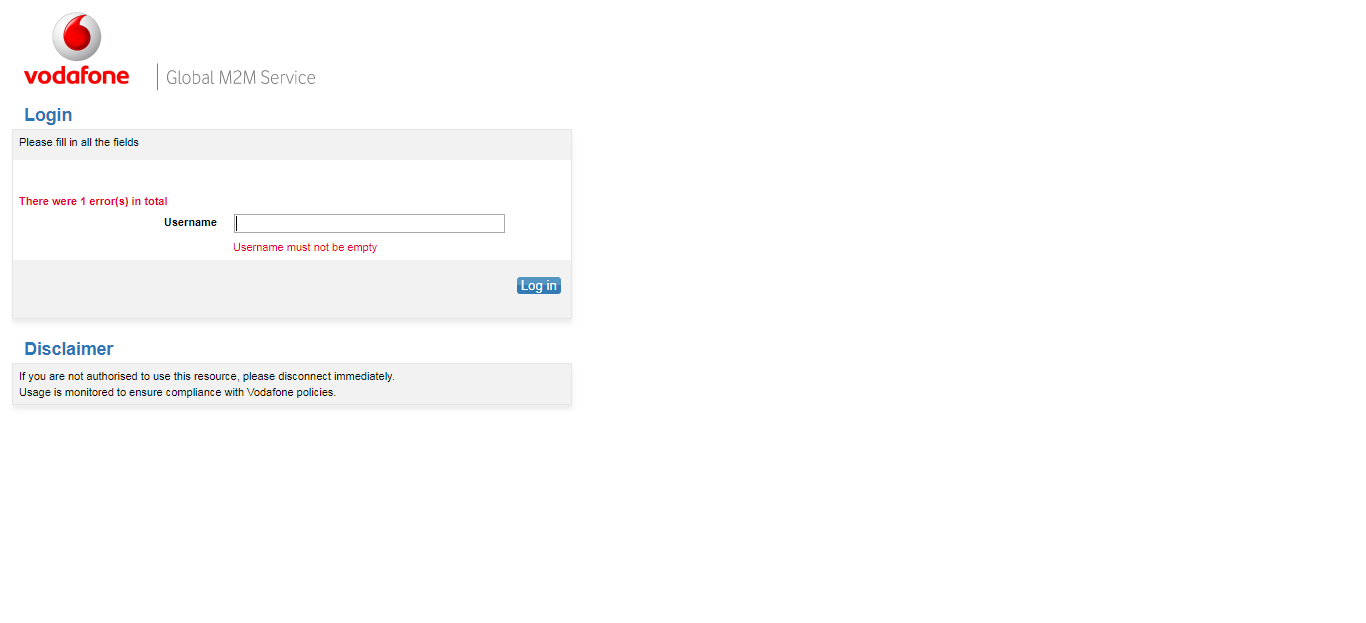 vodafone
Global M2M Service
Login
Please fill in all the fields
There were 1 error(s) in total
Username
Username must not be empty
Log in
Disclaimer
If you are not authorised to use this resource, please disconnect immediately.
Usage is monitored to ensure compliance with Vodafone policies.